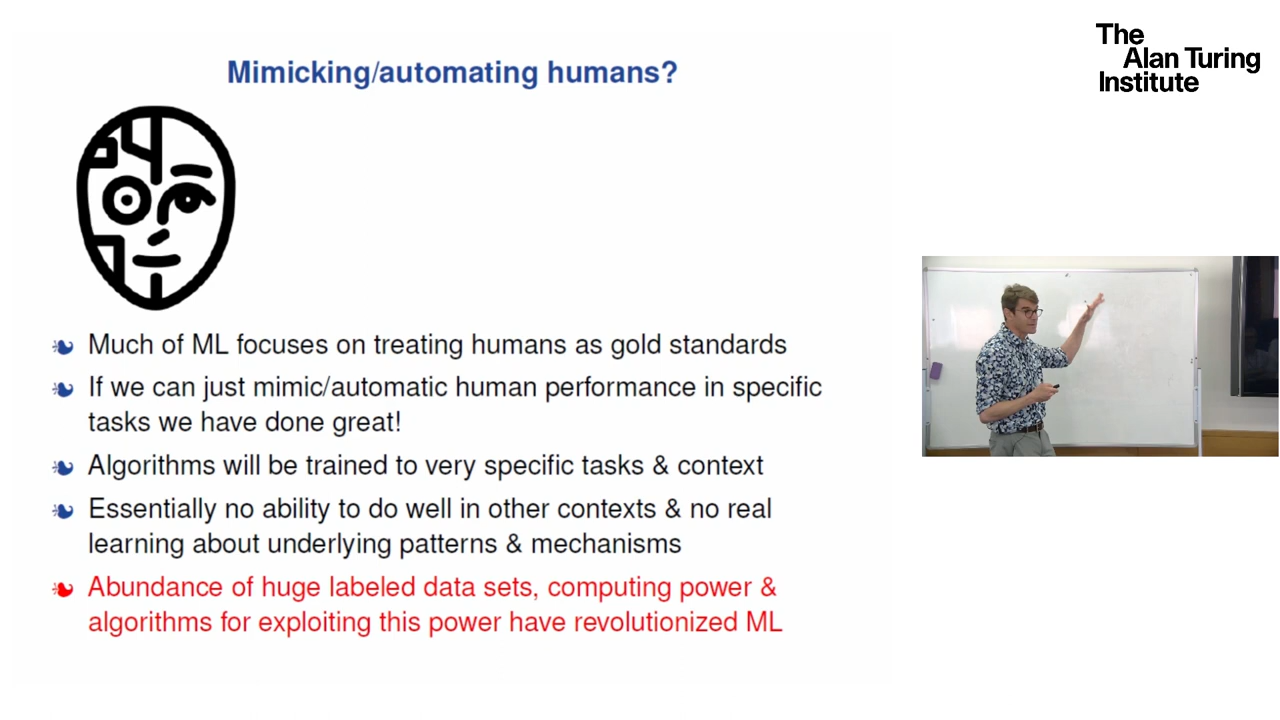 The
Alan Turing
Institute
Mimicking/automating humans?
Much of ML focuses on treating humans as gold standards
If we can just mimic/automatic human performance in specific
tasks we have done great!
Algorithms will be trained to very specific tasks & context
Essentially no ability to do well in other contexts & no real
learning about underlying patterns & mechanisms
Abundance of huge labeled data sets, computing power &
algorithms for exploiting this power have revolutionized ML